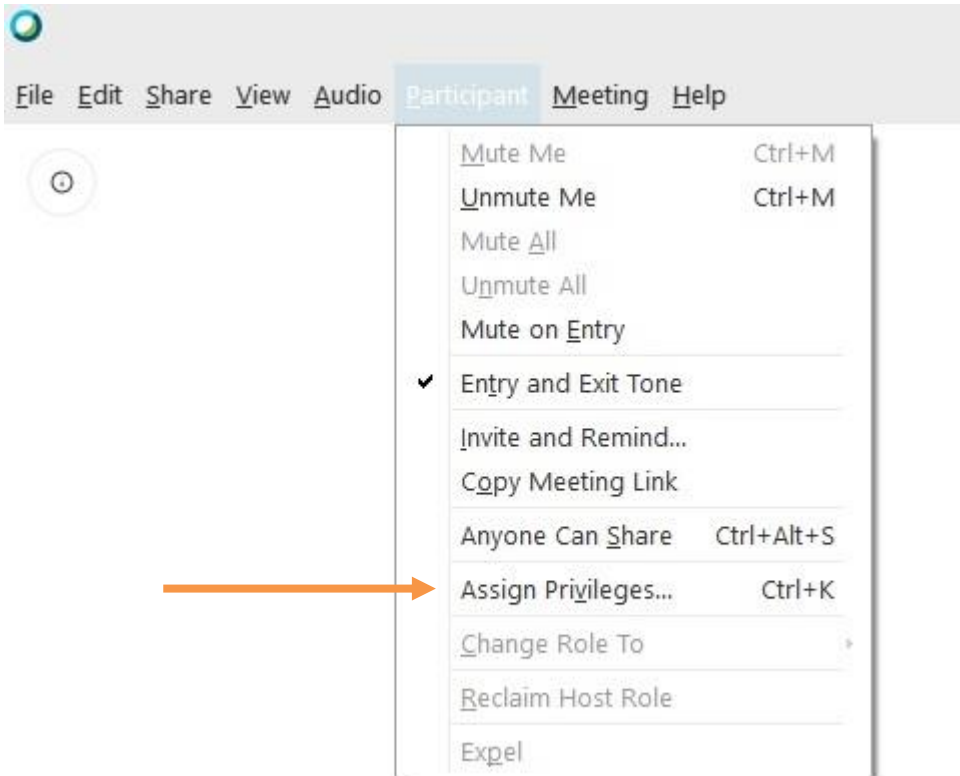 File Edit Share View Audio Participant Meeting Help
Mute Me Ctrl+M
Unmute Me Ctrl+M
Mute All
Unmute All
Mute on Entry
Entry and Exit Tone
Invite and Remind...
Copy Meeting Link
Anyone Can Share Ctrl+Alt+S
Assign Privileges... Ctrl+K
Change Role To
Reclaim Host Role
Expel